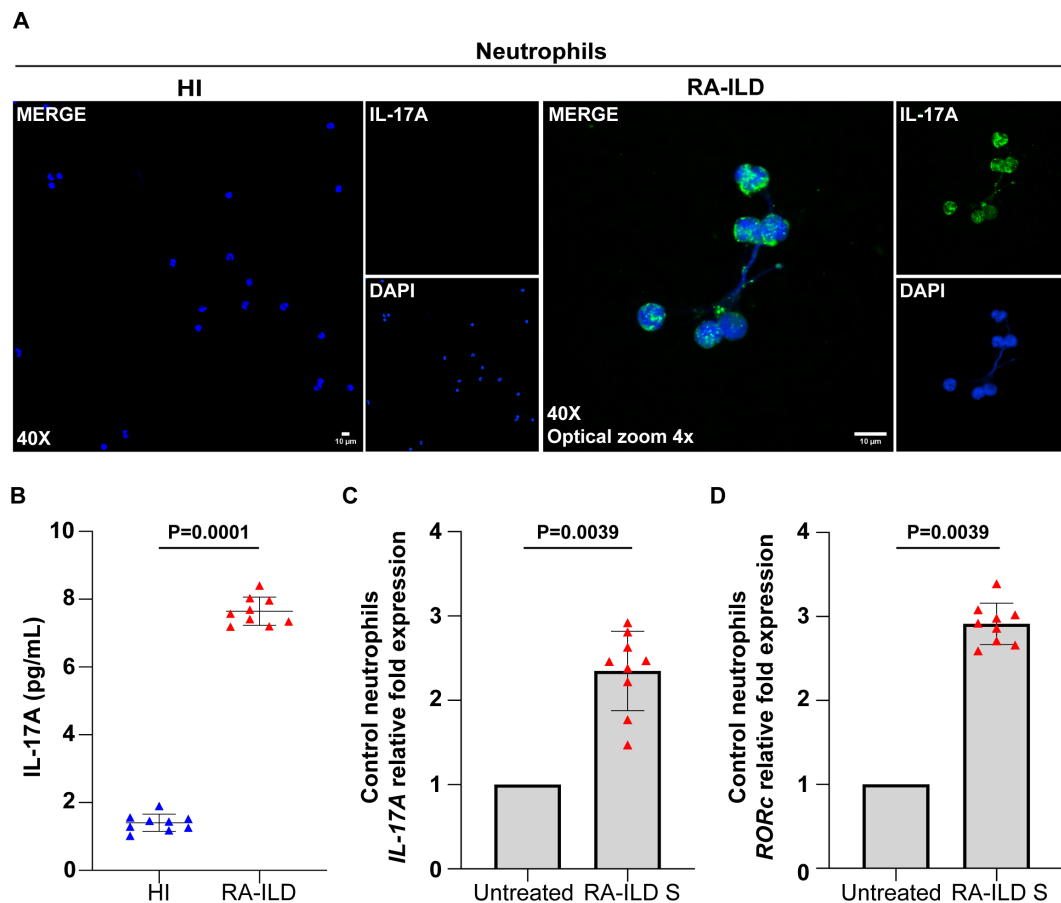 A
Neutrophils
HI
RA-ILD
MERGE
IL-17A
MERGE
IL-17A
DAPI
DAPI
40X
10 µm
40X
Optical zoom 4x
10 µm
B
C
D
P=0.0001
P=0.0039
P=0.0039
IL-17A (pg/mL)
10
8
6
4
2
0
HI
RA-ILD
Control neutrophils
IL-17A relative fold expression
4
3
2
1
0
Untreated
RA-ILD S
Control neutrophils
RORc relative fold expression
4
3
2
1
0
Untreated
RA-ILD S